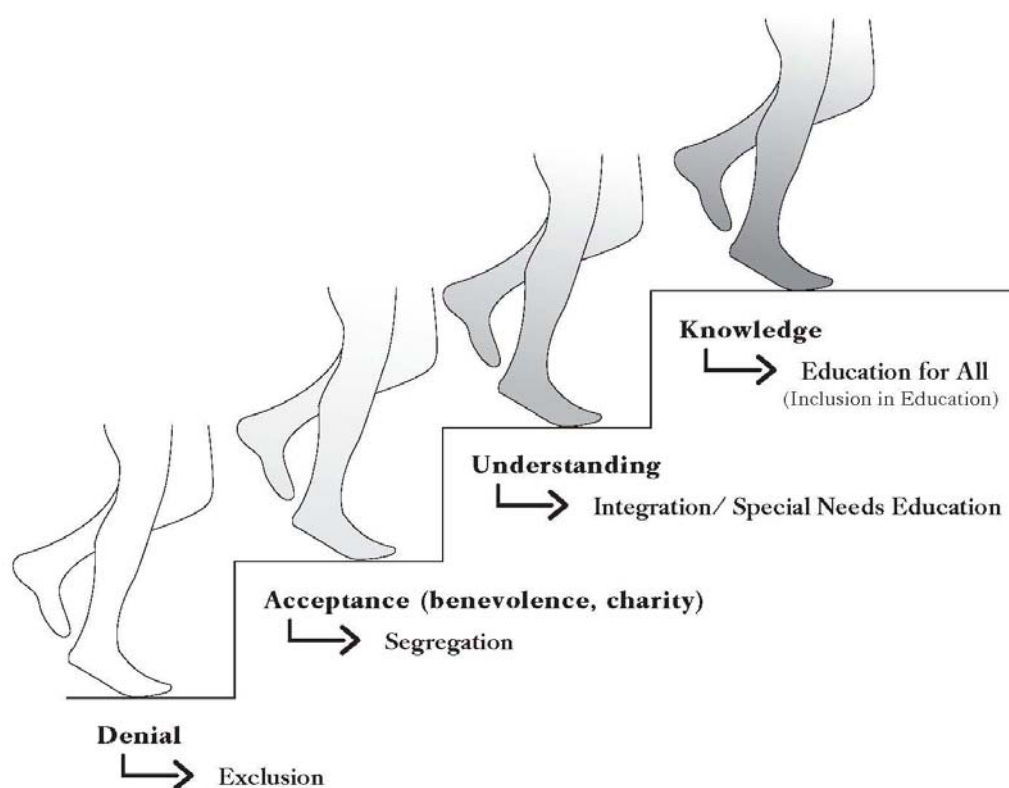 Knowledge
Education for All
(Inclusion in Education)
Understanding
Integration/ Special Needs Education
Acceptance (benevolence, charity)
Segregation
Denial
Exclusion